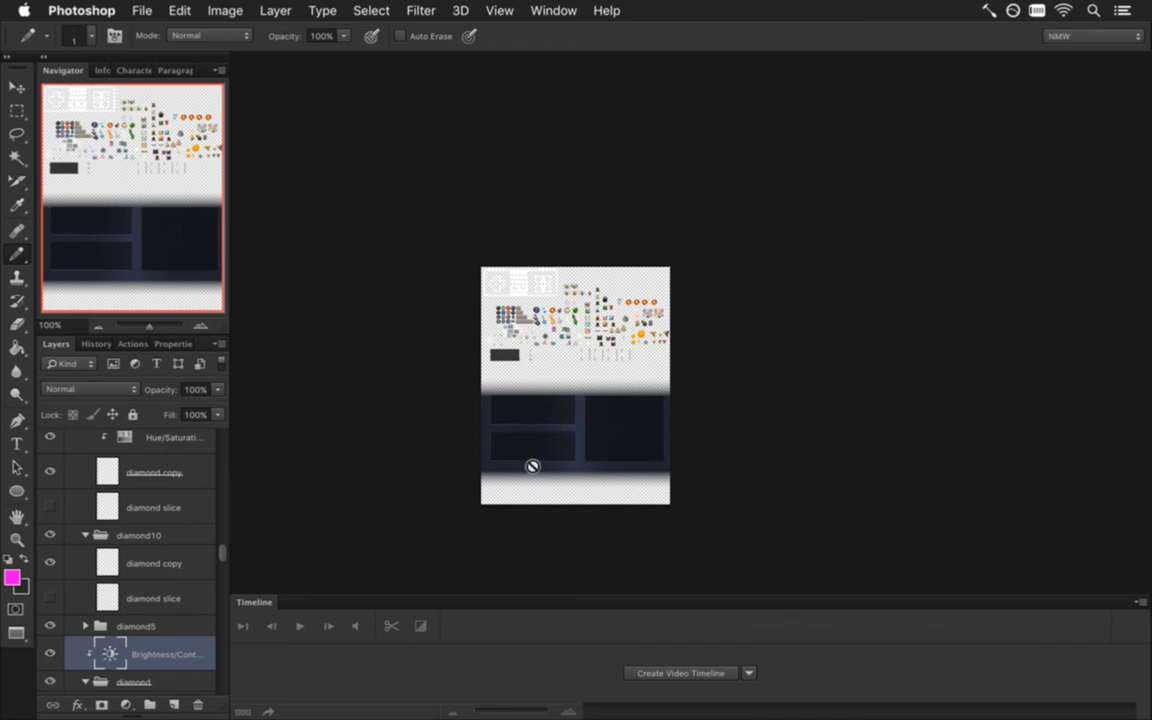 Photoshop File Edit Image Layer Type Select Filter 3D View Window Help
1 Mode: Normal Opacity: 100% Auto Erase NMW
Navigator Info Characte Paragrap
100%
Layers History Actions Propertie
Kind
Normal Opacity: 100%
Lock: Fill: 100%
Hue/Saturati...
diamond copy
diamond slice
diamond10
diamond copy
diamond slice
diamond5
Brightness/Cont...
diamond
fx
Timeline
Create Video Timeline